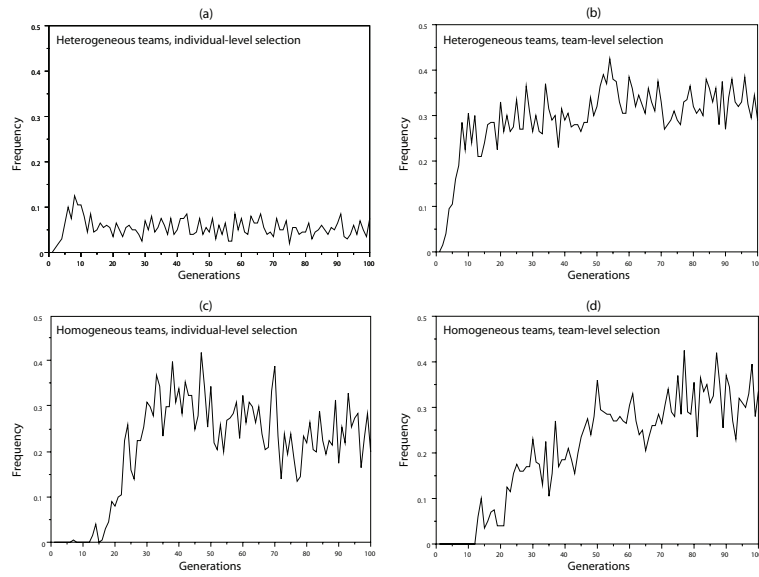 (a)
Heterogeneous teams, individual-level selection
0.5
0.4
0.3
0.2
0.1
0
Frequency
0 10 20 30 40 50 60 70 80 90 100
Generations
(b)
Heterogeneous teams, team-level selection
0.5
0.4
0.3
0.2
0.1
0
Frequency
0 10 20 30 40 50 60 70 80 90 100
Generations
(c)
Homogeneous teams, individual-level selection
0.5
0.4
0.3
0.2
0.1
0
Frequency
0 10 20 30 40 50 60 70 80 90 100
Generations
(d)
Homogeneous teams, team-level selection
0.5
0.4
0.3
0.2
0.1
0
Frequency
0 10 20 30 40 50 60 70 80 90 100
Generations